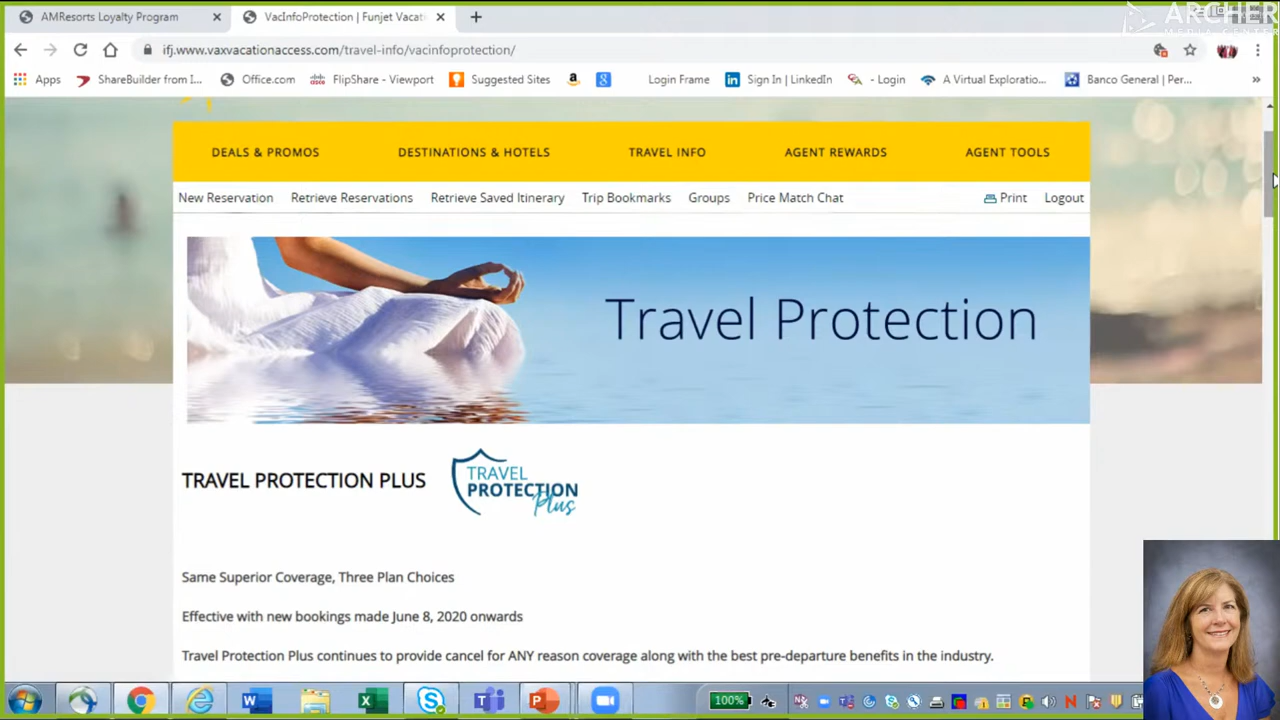 AMResorts Loyalty Program
VacInfoProtection | Funjet Vacat
ARCHER
MEDIA CENTER
ifj.www.vaxvacationaccess.com/travel-info/vacinfoprotection/
Apps ShareBuilder from I... Office.com FlipShare - Viewport Suggested Sites Login Frame Sign In | LinkedIn - Login A Virtual Exploratio... Banco General | Per... »
DEALS & PROMOS DESTINATIONS & HOTELS TRAVEL INFO AGENT REWARDS AGENT TOOLS
New Reservation Retrieve Reservations Retrieve Saved Itinerary Trip Bookmarks Groups Price Match Chat Print Logout
Travel Protection
TRAVEL PROTECTION PLUS
TRAVEL
PROTECTION
Plus
Same Superior Coverage, Three Plan Choices
Effective with new bookings made June 8, 2020 onwards
Travel Protection Plus continues to provide cancel for ANY reason coverage along with the best pre-departure benefits in the industry.
100%